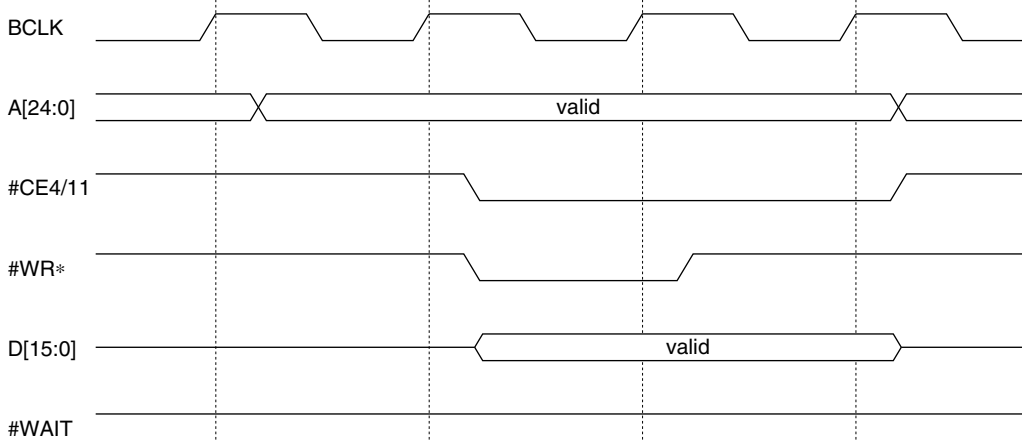 BCLK
A[24:0] valid
#CE4/11
#WR*
D[15:0] valid
#WAIT